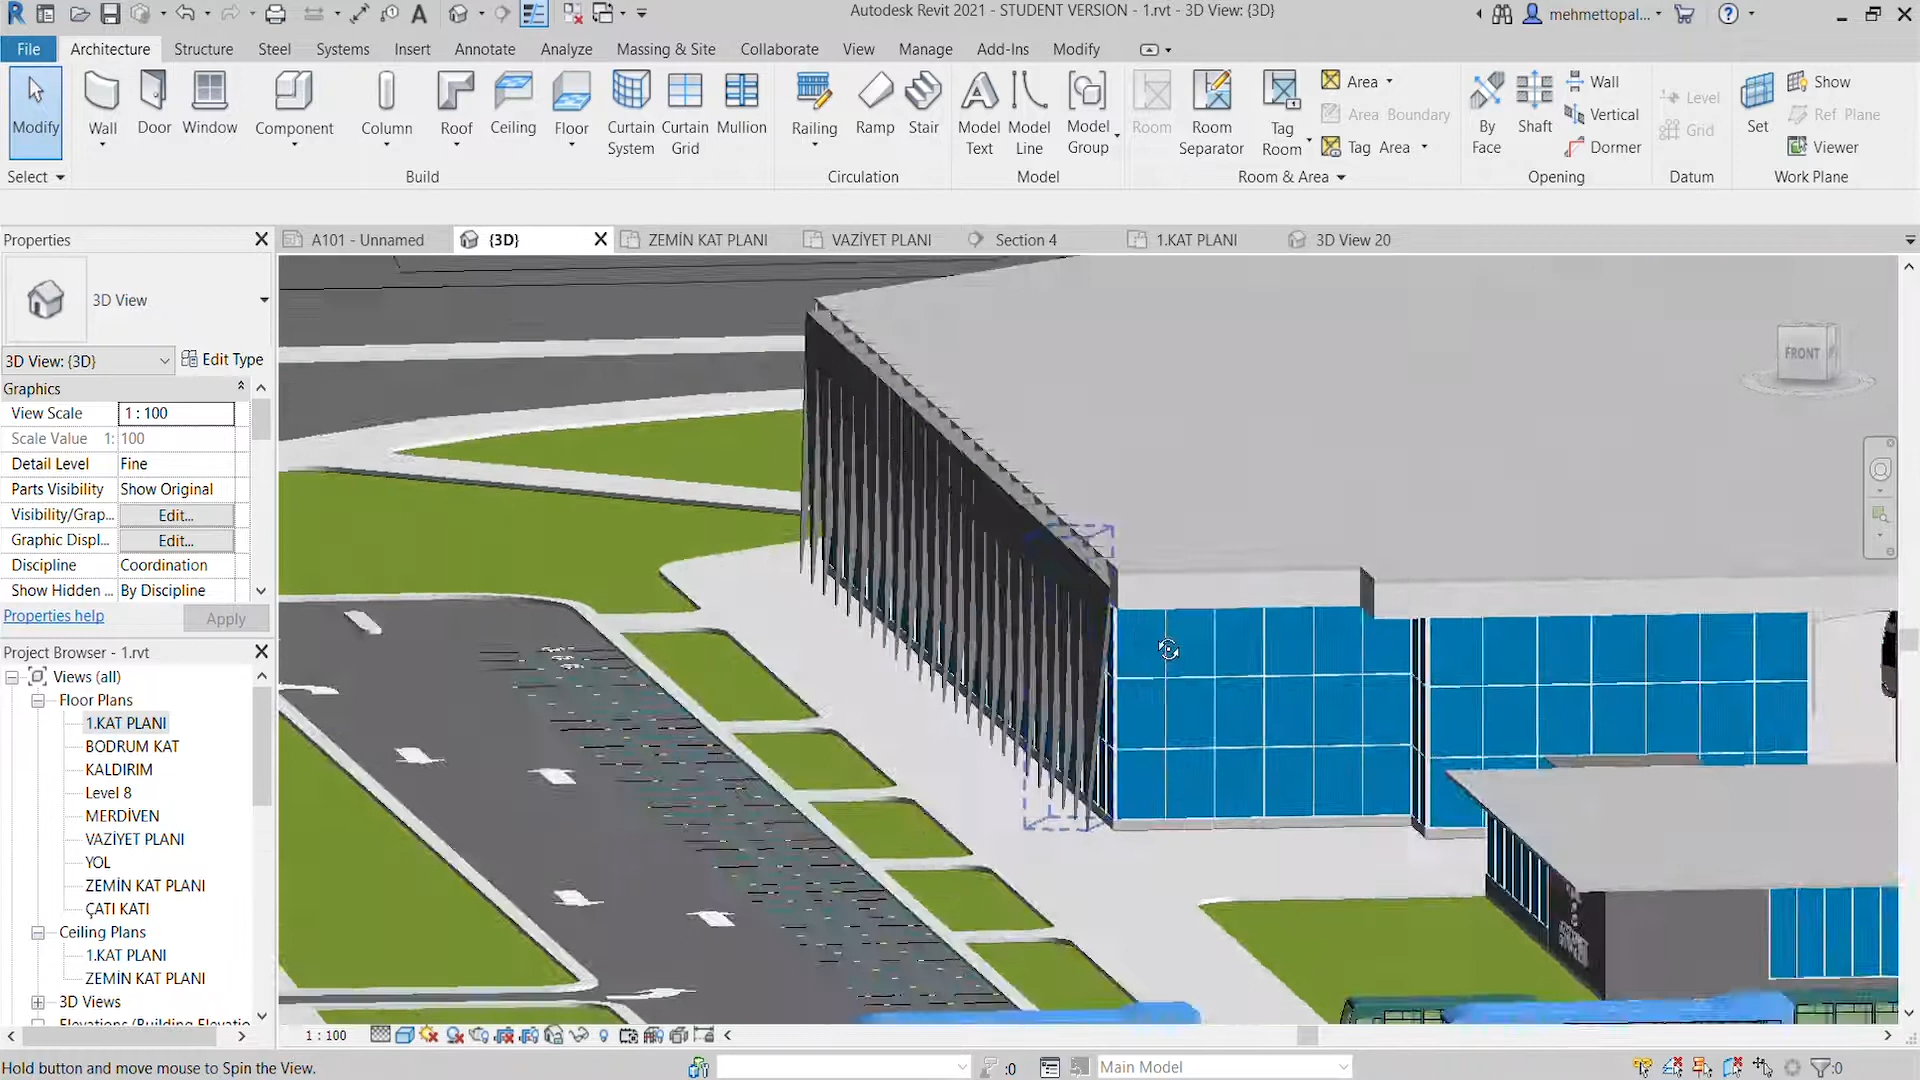 Autodesk Revit 2021 - STUDENT VERSION - 1.rvt - 3D View: {3D}
mehmettopal...
File Architecture Structure Steel Systems Insert Annotate Analyze Massing & Site Collaborate View Manage Add-Ins Modify
Modify
Wall
Door
Window
Component
Column
Roof
Ceiling
Floor
Curtain System
Curtain Grid
Mullion
Railing
Ramp
Stair
Model Text
Model Line
Model Group
Room
Room Separator
Tag Room
Area
Area Boundary
Tag Area
By Face
Shaft
Wall
Vertical
Dormer
Level
Grid
Set
Show
Ref Plane
Viewer
Select Build Circulation Model Room & Area Opening Datum Work Plane
Properties
A101 - Unnamed {3D} ZEMİN KAT PLANI VAZİYET PLANI Section 4 1.KAT PLANI 3D View 20
3D View
3D View: {3D} Edit Type
Graphics
View Scale 1 : 100
Scale Value 1: 100
Detail Level Fine
Parts Visibility Show Original
Visibility/Grap... Edit...
Graphic Displ... Edit...
Discipline Coordination
Show Hidden ... By Discipline
Properties help Apply
Project Browser - 1.rvt
Views (all)
Floor Plans
1.KAT PLANI
BODRUM KAT
KALDIRIM
Level 8
MERDİVEN
VAZİYET PLANI
YOL
ZEMİN KAT PLANI
ÇATI KATI
Ceiling Plans
1.KAT PLANI
ZEMİN KAT PLANI
3D Views
Elevations (Building Elevatio
FRONT
1 : 100
Hold button and move mouse to Spin the View.
:0
Main Model
:0